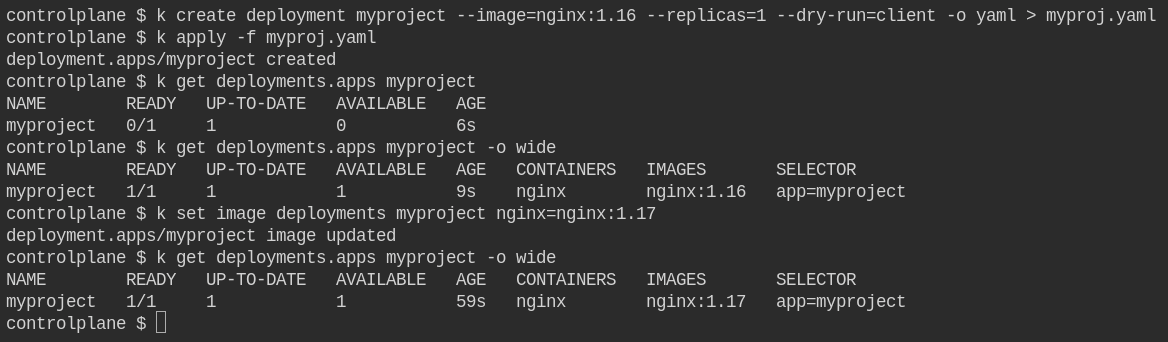 controlplane $ k create deployment myproject --image=nginx:1.16 --replicas=1 --dry-run=client -o yaml > myproj.yaml
controlplane $ k apply -f myproj.yaml
deployment.apps/myproject created
controlplane $ k get deployments.apps myproject
NAME        READY   UP-TO-DATE   AVAILABLE   AGE
myproject   0/1     1            0           6s
controlplane $ k get deployments.apps myproject -o wide
NAME        READY   UP-TO-DATE   AVAILABLE   AGE   CONTAINERS   IMAGES       SELECTOR
myproject   1/1     1            1           9s    nginx        nginx:1.16   app=myproject
controlplane $ k set image deployments myproject nginx=nginx:1.17
deployment.apps/myproject image updated
controlplane $ k get deployments.apps myproject -o wide
NAME        READY   UP-TO-DATE   AVAILABLE   AGE   CONTAINERS   IMAGES       SELECTOR
myproject   1/1     1            1           59s   nginx        nginx:1.17   app=myproject
controlplane $